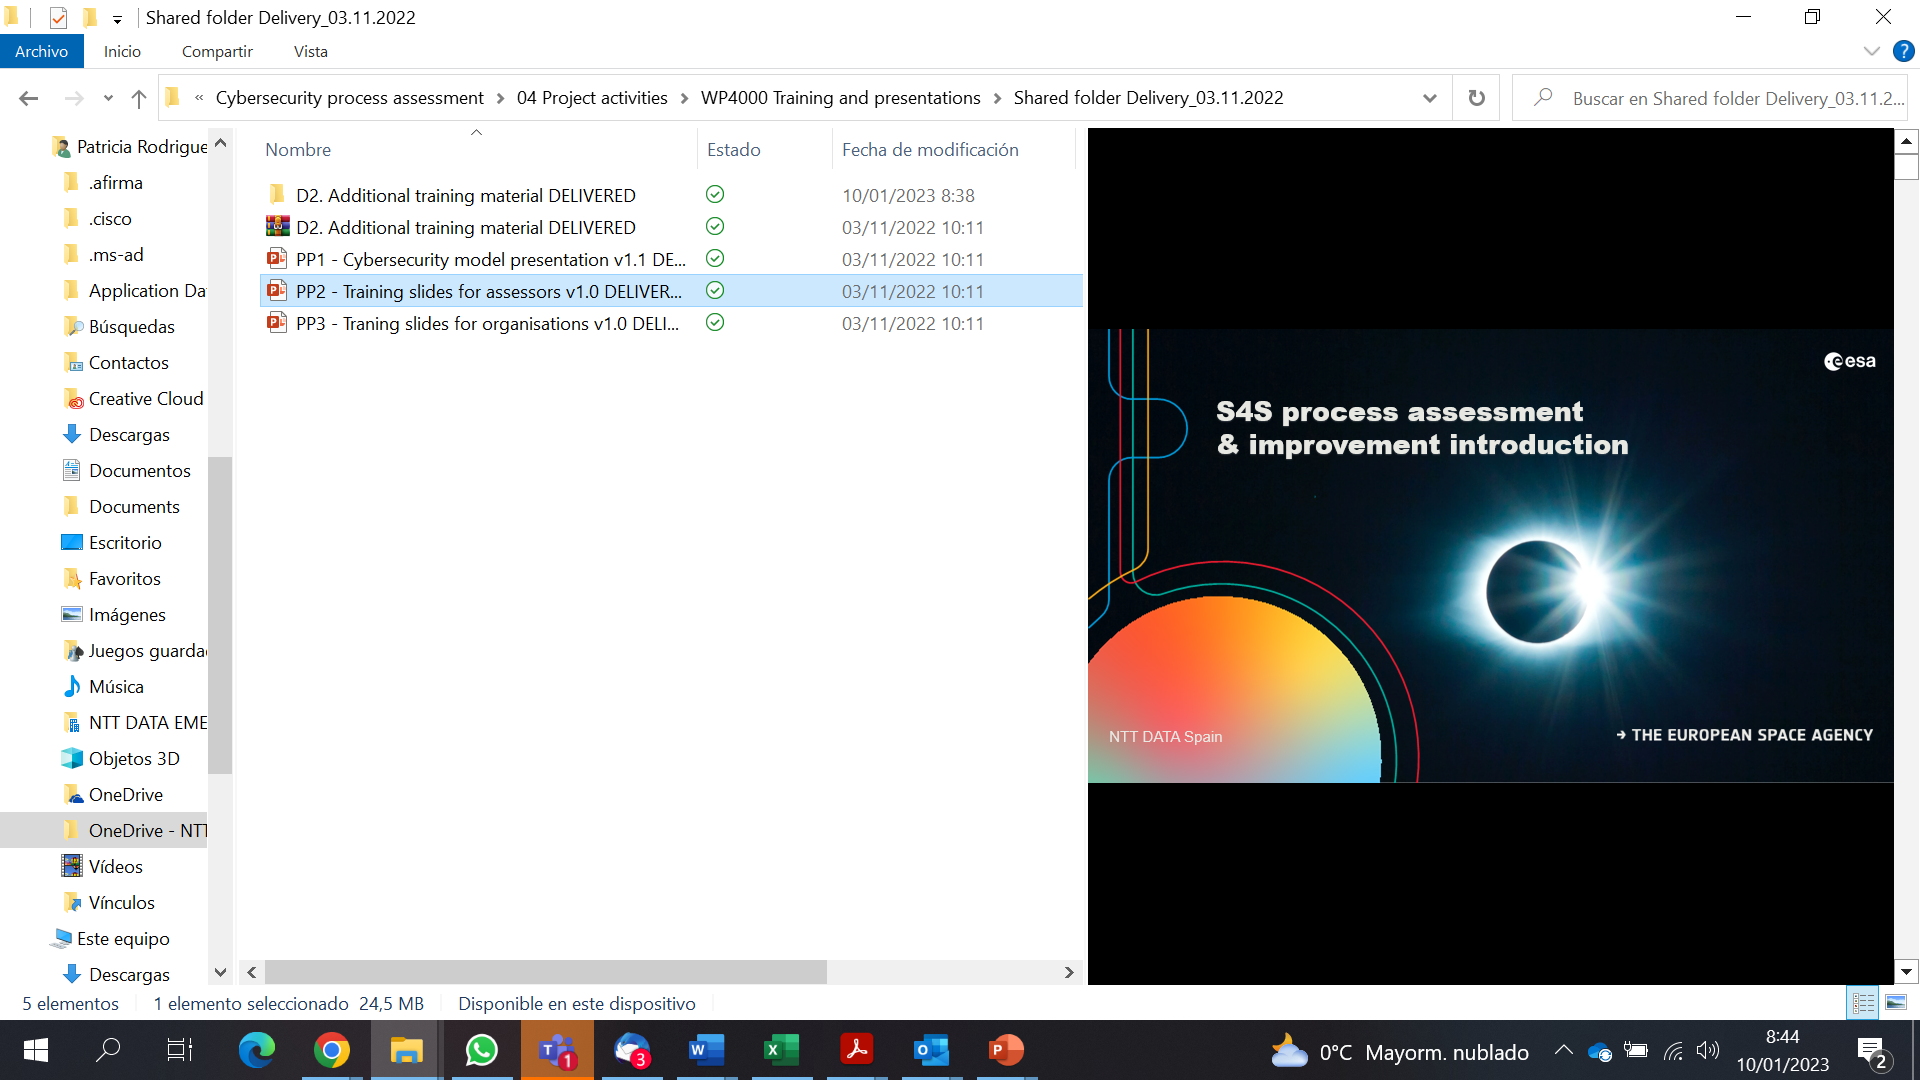 Shared folder Delivery_03.11.2022
Archivo Inicio Compartir Vista
« Cybersecurity process assessment > 04 Project activities > WP4000 Training and presentations > Shared folder Delivery_03.11.2022
Buscar en Shared folder Delivery_03.11.2...
Patricia Rodrigue
.afirma
.cisco
.ms-ad
Application Da
Búsquedas
Contactos
Creative Cloud
Descargas
Documentos
Documents
Escritorio
Favoritos
Imágenes
Juegos guarda
Música
NTT DATA EME
Objetos 3D
OneDrive
OneDrive - NTT
Vídeos
Vínculos
Este equipo
Descargas
Nombre Estado Fecha de modificación
D2. Additional training material DELIVERED 10/01/2023 8:38
D2. Additional training material DELIVERED 03/11/2022 10:11
PP1 - Cybersecurity model presentation v1.1 DE... 03/11/2022 10:11
PP2 - Training slides for assessors v1.0 DELIVER... 03/11/2022 10:11
PP3 - Traning slides for organisations v1.0 DELI... 03/11/2022 10:11
esa
S4S process assessment
& improvement introduction
NTT DATA Spain
→ THE EUROPEAN SPACE AGENCY
5 elementos 1 elemento seleccionado 24,5 MB Disponible en este dispositivo
1
3
0°C Mayorm. nublado
8:44
10/01/2023
2